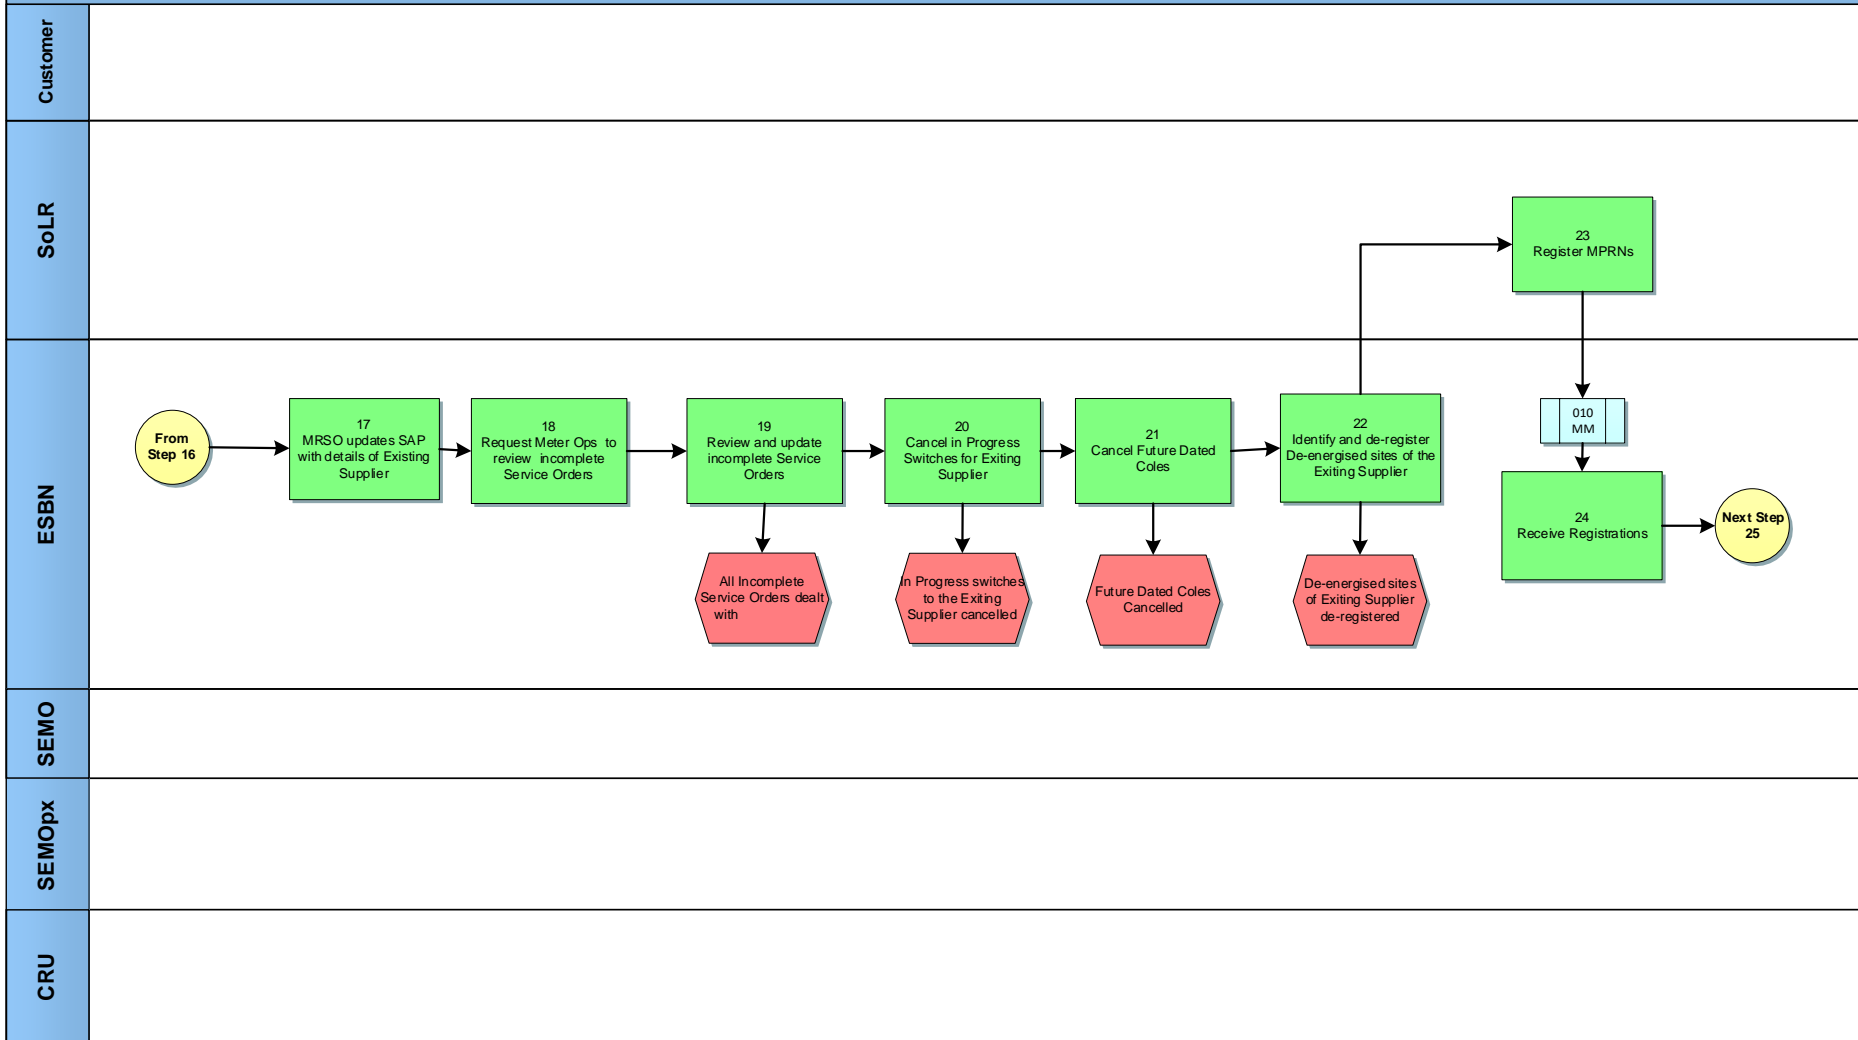 Customer
SoLR
23
Register MPRNs
ESBN
From
Step 16
17
MRSO updates SAP
with details of Existing
Supplier
18
Request Meter Ops to
review incomplete
Service Orders
19
Review and update
incomplete Service
Orders
20
Cancel in Progress
Switches for Exiting
Supplier
21
Cancel Future Dated
Coles
22
Identify and de-register
De-energised sites of the
Exiting Supplier
010
MM
24
Receive Registrations
Next Step
25
All Incomplete
Service Orders dealt
with
In Progress switches
to the Exiting
Supplier cancelled
Future Dated Coles
Cancelled
De-energised sites
of Exiting Supplier
de-registered
SEMO
SEMOpx
CRU